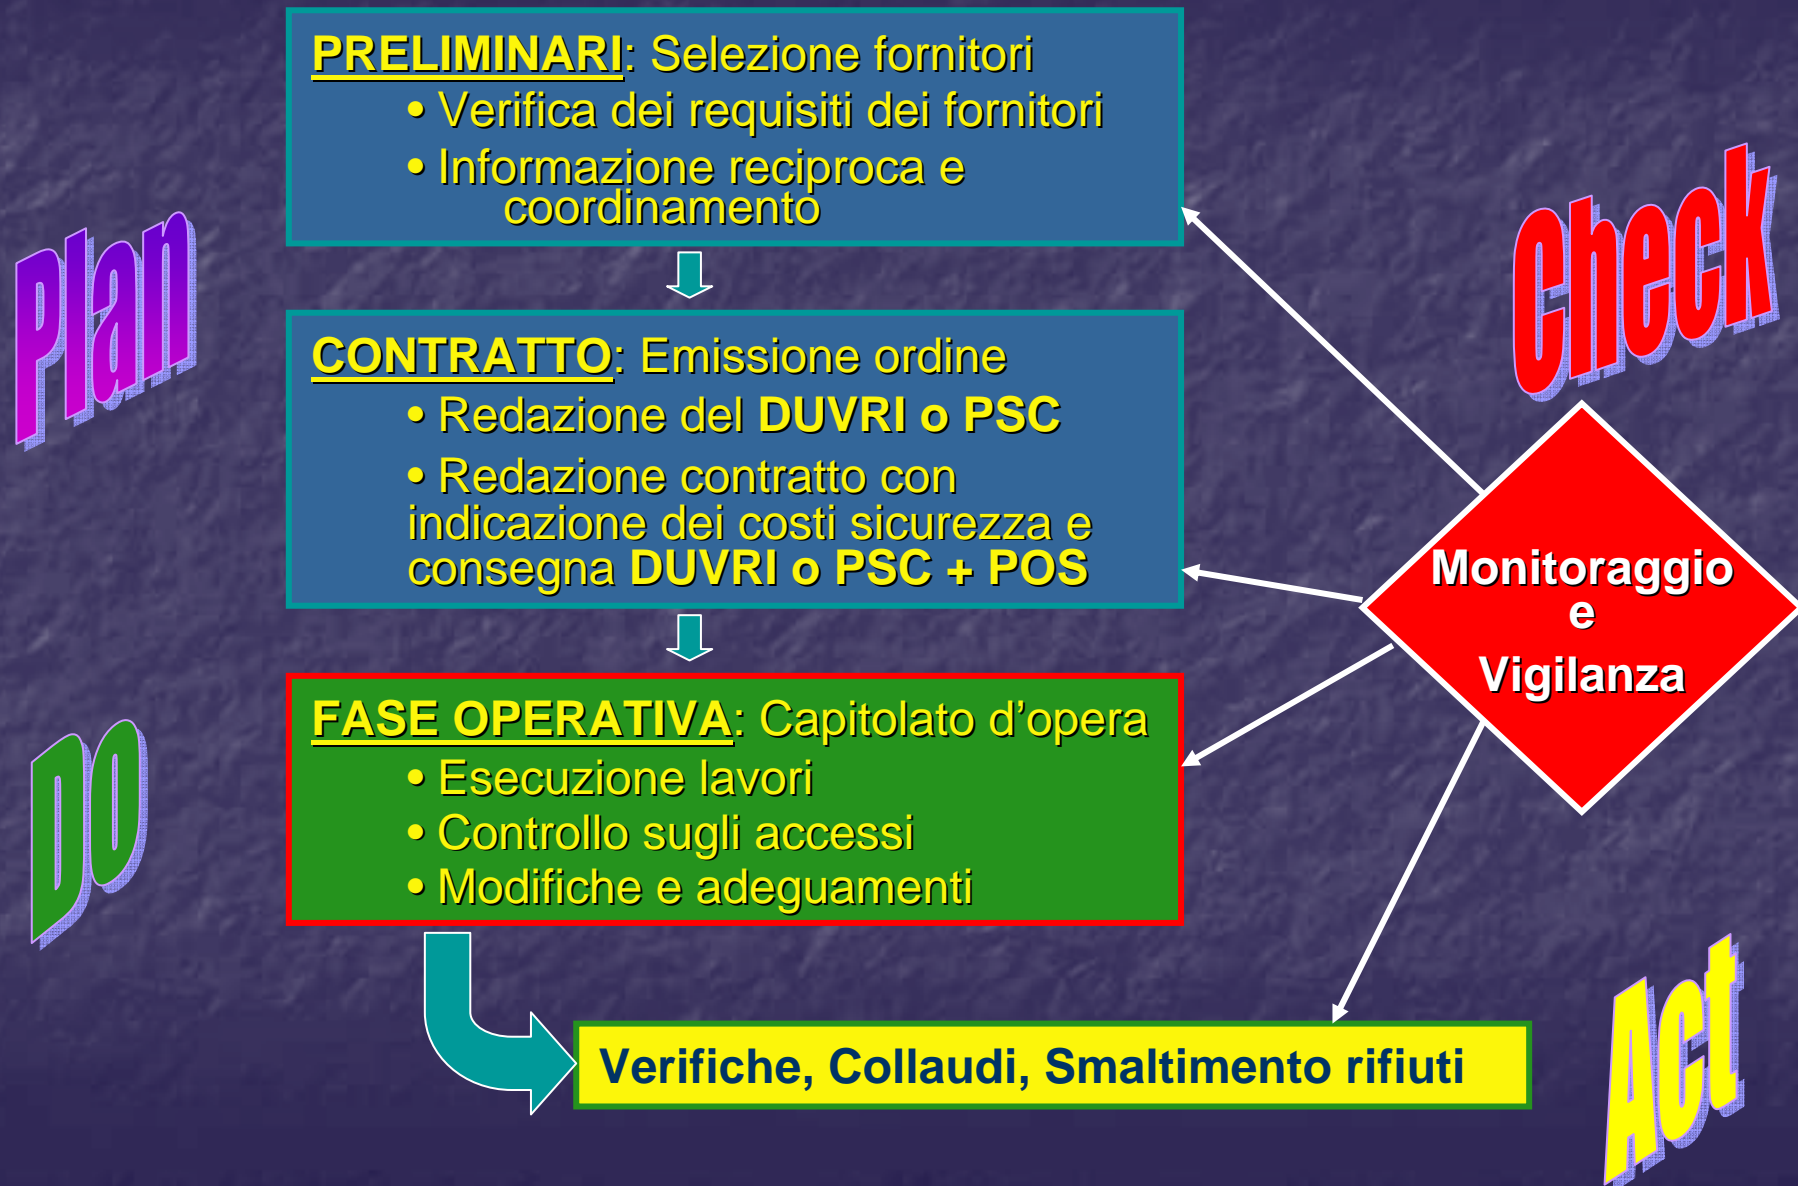 PRELIMINARI: Selezione fornitori
• Verifica dei requisiti dei fornitori
• Informazione reciproca e
coordinamento
Plan
Check
CONTRATTO: Emissione ordine
• Redazione del DUVRI o PSC
• Redazione contratto con
indicazione dei costi sicurezza e
consegna DUVRI o PSC + POS
Monitoraggio
e
Vigilanza
FASE OPERATIVA: Capitolato d’opera
• Esecuzione lavori
• Controllo sugli accessi
• Modifiche e adeguamenti
Do
Verifiche, Collaudi, Smaltimento rifiuti
Act